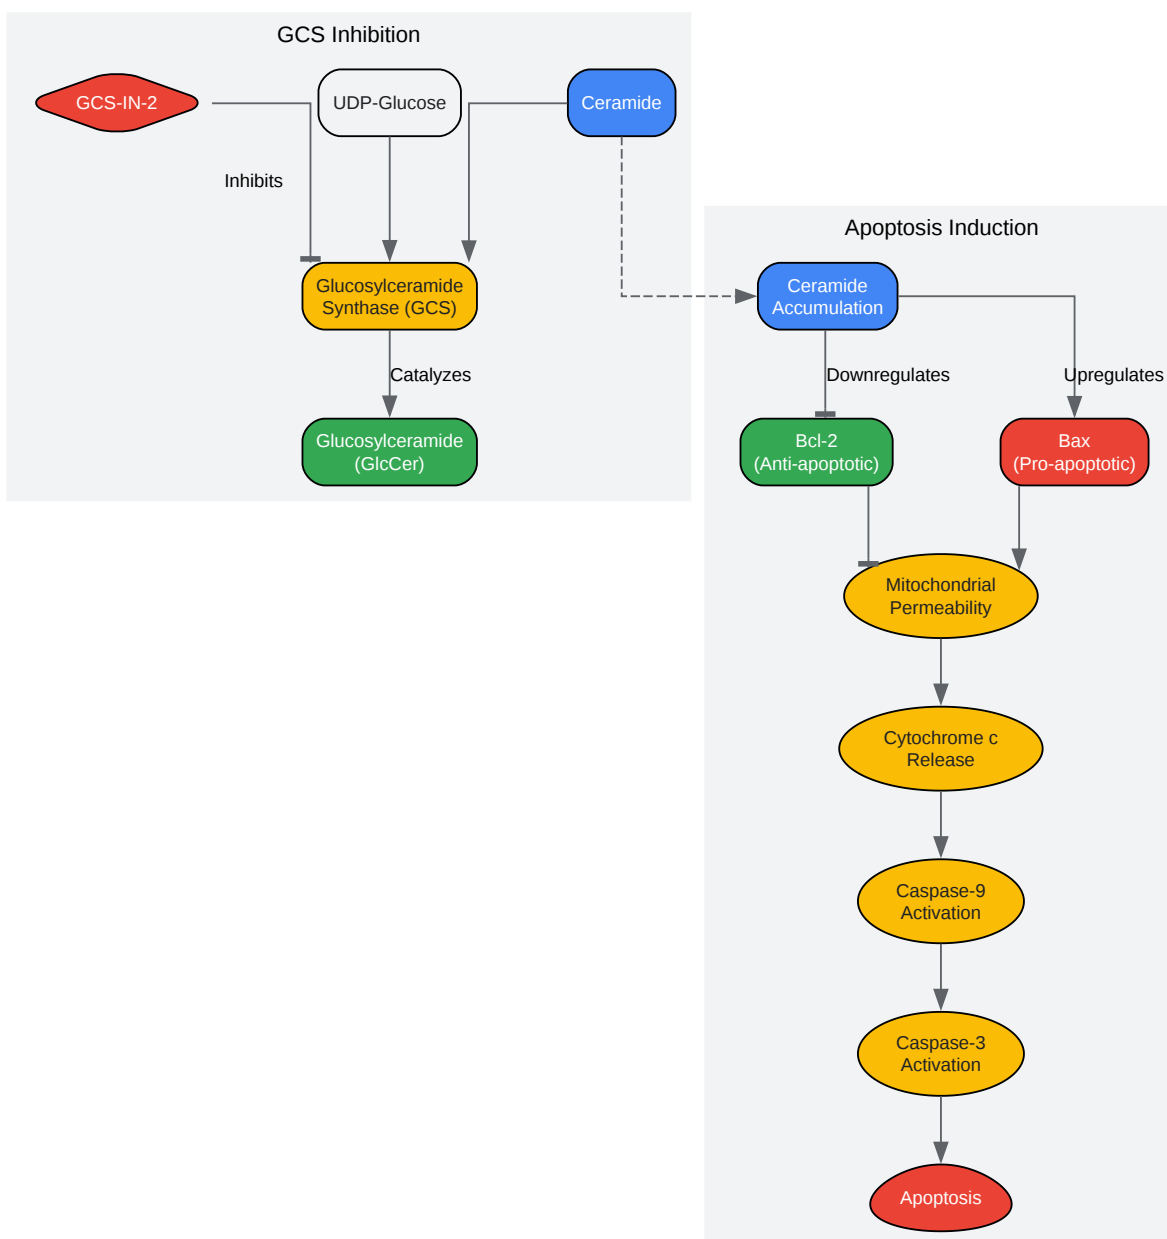 GCS Inhibition
GCS-IN-2
UDP-Glucose
Ceramide
Inhibits
Glucosylceramide
Synthase (GCS)
Catalyzes
Glucosylceramide
(GlcCer)
Apoptosis Induction
Ceramide
Accumulation
Downregulates
Upregulates
Bcl-2
(Anti-apoptotic)
Bax
(Pro-apoptotic)
Mitochondrial
Permeability
Cytochrome c
Release
Caspase-9
Activation
Caspase-3
Activation
Apoptosis